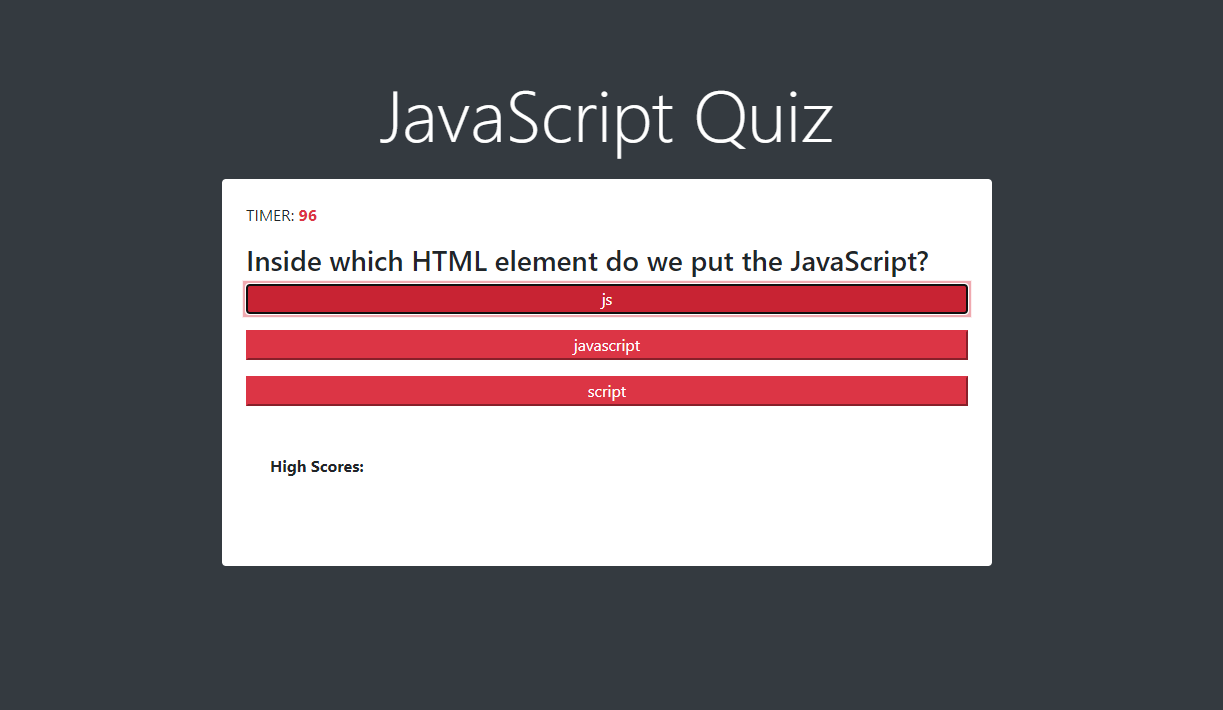 JavaScript Quiz
TIMER: 96
Inside which HTML element do we put the JavaScript?
js
javascript
script
High Scores: